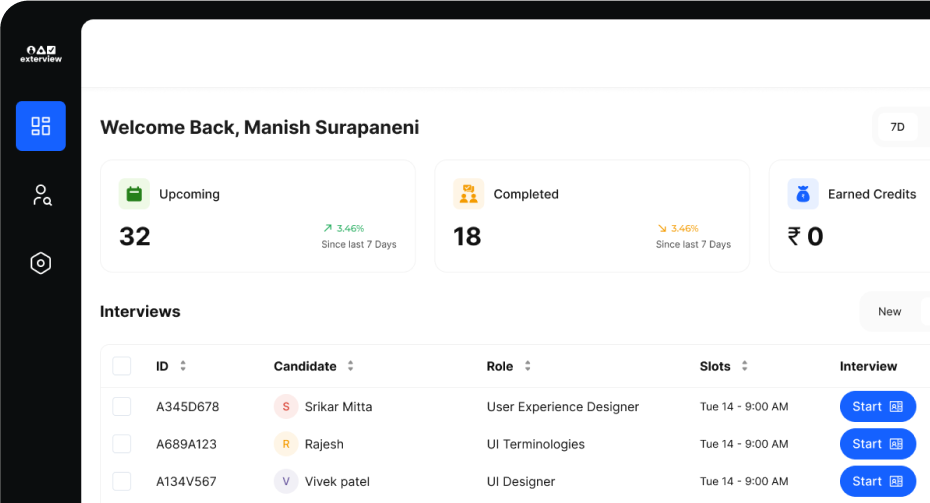 exterview
Welcome Back, Manish Surapaneni
7D
Upcoming
32
3.46%
Since last 7 Days
Completed
18
3.46%
Since last 7 Days
Earned Credits
₹ 0
Interviews
New
ID Candidate Role Slots Interview
A345D678 S Srikar Mitta User Experience Designer Tue 14 - 9:00 AM Start
A689A123 R Rajesh UI Terminologies Tue 14 - 9:00 AM Start
A134V567 V Vivek patel UI Designer Tue 14 - 9:00 AM Start